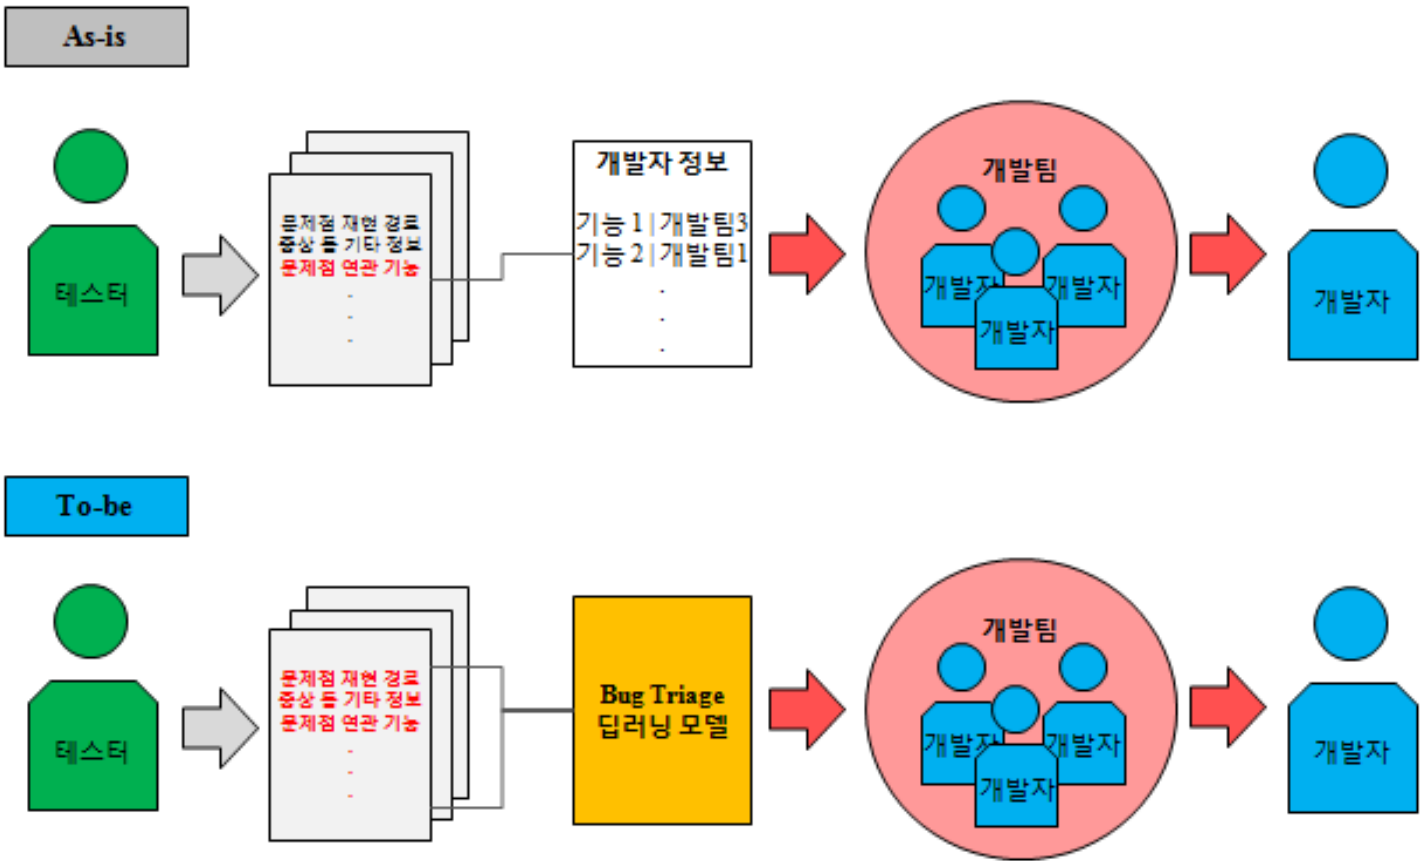 As-is
테스터
문제점 재현 경로
증상 등 기타 정보
문제점 연관 기능
.
.
.
개발자 정보
기능 1 | 개발팀3
기능 2 | 개발팀1
.
.
.
개발팀
개발자
개발자
개발자
개발자
To-be
테스터
문제점 재현 경로
증상 등 기타 정보
문제점 연관 기능
.
.
.
Bug Triage
딥러닝 모델
개발팀
개발자
개발자
개발자
개발자